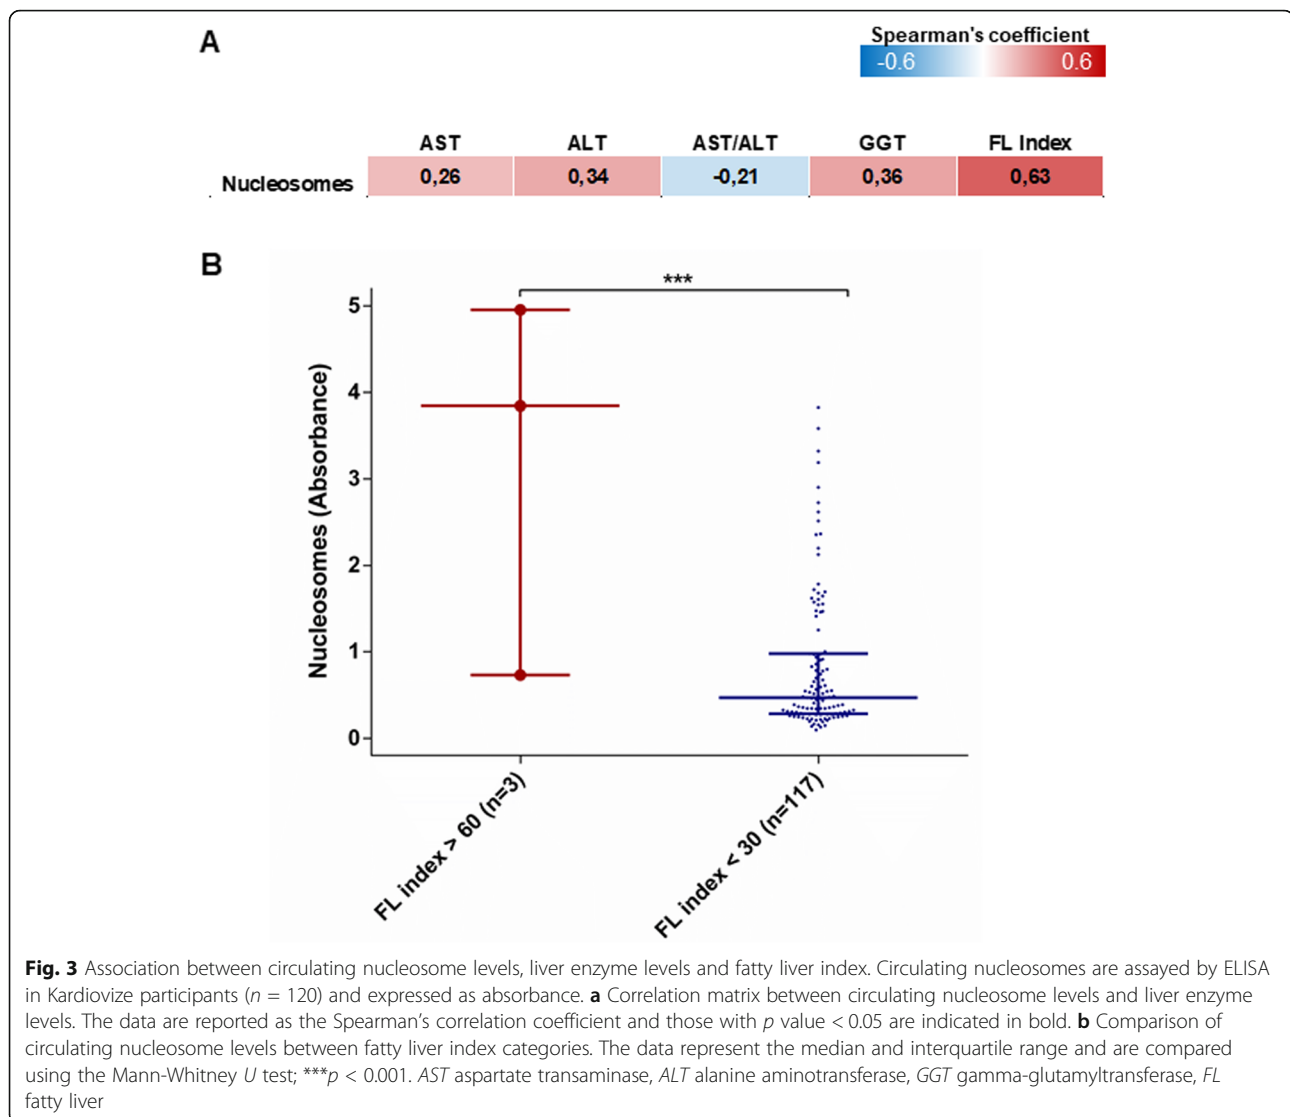 A
Spearman's coefficient
-0.6 0.6
AST ALT AST/ALT GGT FL Index
Nucleosomes 0,26 0,34 -0,21 0,36 0,63
B
***
Nucleosomes (Absorbance)
5
4
3
2
1
0
FL index > 60 (n=3)
FL index < 30 (n=117)
Fig. 3 Association between circulating nucleosome levels, liver enzyme levels and fatty liver index. Circulating nucleosomes are assayed by ELISA
in Kardiovize participants (n = 120) and expressed as absorbance. a Correlation matrix between circulating nucleosome levels and liver enzyme
levels. The data are reported as the Spearman's correlation coefficient and those with p value < 0.05 are indicated in bold. b Comparison of
circulating nucleosome levels between fatty liver index categories. The data represent the median and interquartile range and are compared
using the Mann-Whitney U test; ***p < 0.001. AST aspartate transaminase, ALT alanine aminotransferase, GGT gamma-glutamyltransferase, FL
fatty liver